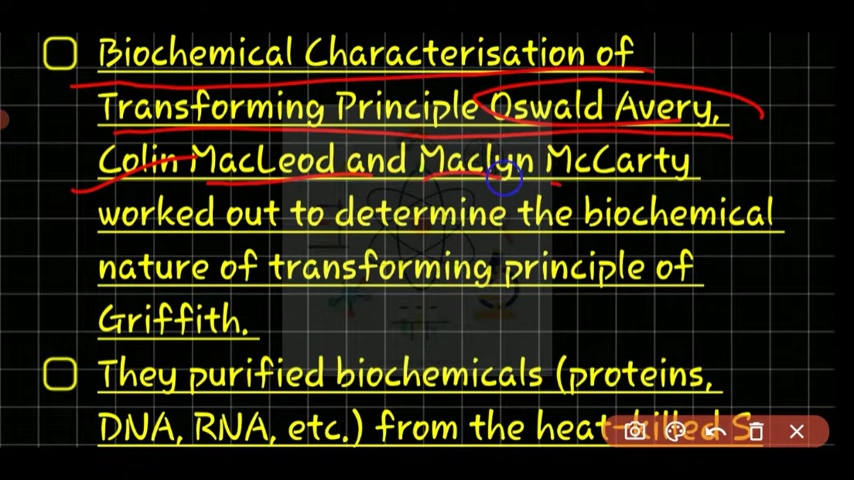 Biochemical Characterisation of
Transforming Principle Oswald Avery,
Colin MacLeod and Maclyn McCarty
worked out to determine the biochemical
nature of transforming principle of
Griffith.
They purified biochemicals (proteins,
DNA, RNA, etc.) from the heat-killed S